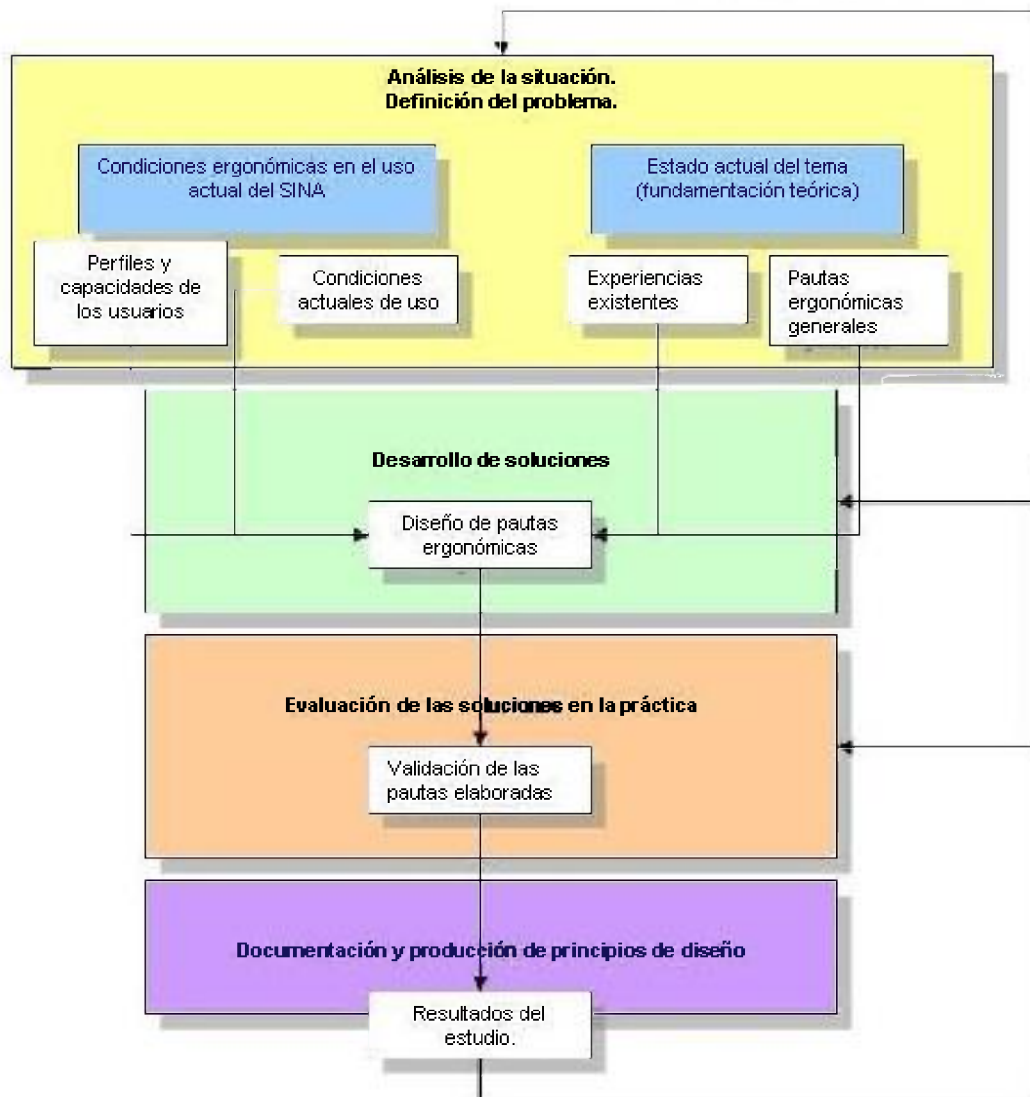 Análisis de la situación.
Definición del problema.
Condiciones ergonómicas en el uso
actual del SINA
Estado actual del tema
(fundamentación teórica)
Perfiles y
capacidades de
los usuarios
Condiciones
actuales de uso
Experiencias
existentes
Pautas
ergonómicas
generales
Desarrollo de soluciones
Diseño de pautas
ergonómicas
Evaluación de las soluciones en la práctica
Validación de las
pautas elaboradas
Documentación y producción de principios de diseño
Resultados del
estudio.